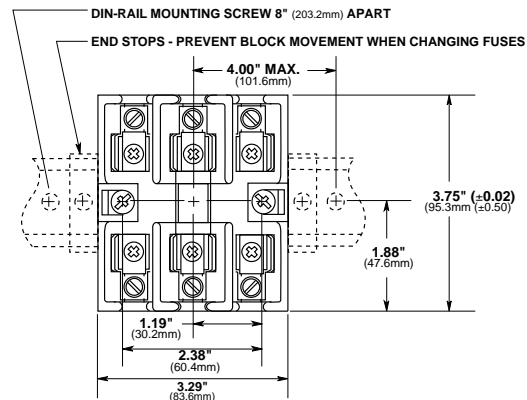 DIN-RAIL MOUNTING SCREW 8" (203.2mm) APART
END STOPS - PREVENT BLOCK MOVEMENT WHEN CHANGING FUSES
4.00" MAX.
(101.6mm)
3.75" (±0.02)
(95.3mm (±0.50)
1.88"
(47.6mm)
1.19"
(30.2mm)
2.38"
(60.4mm)
3.29"
(83.6mm)